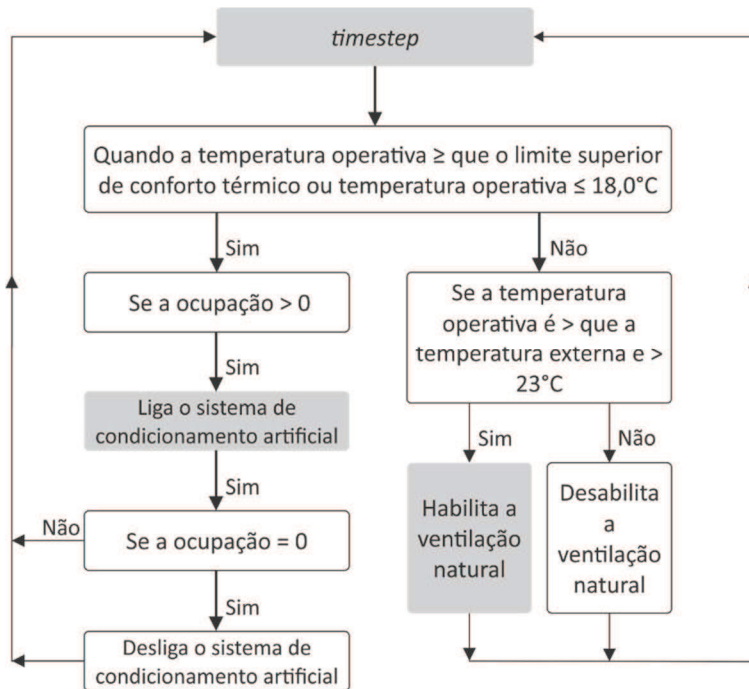 timestep
Quando a temperatura operativa ≥ que o limite superior
de conforto térmico ou temperatura operativa ≤ 18,0°C
Sim
Não
Se a ocupação > 0
Se a temperatura
operativa é > que a
temperatura externa e >
23°C
Sim
Liga o sistema de
condicionamento artificial
Sim
Não
Sim
Não
Se a ocupação = 0
Habilita a
ventilação
natural
Desabilita
a
ventilação
natural
Sim
Desliga o sistema de
condicionamento artificial